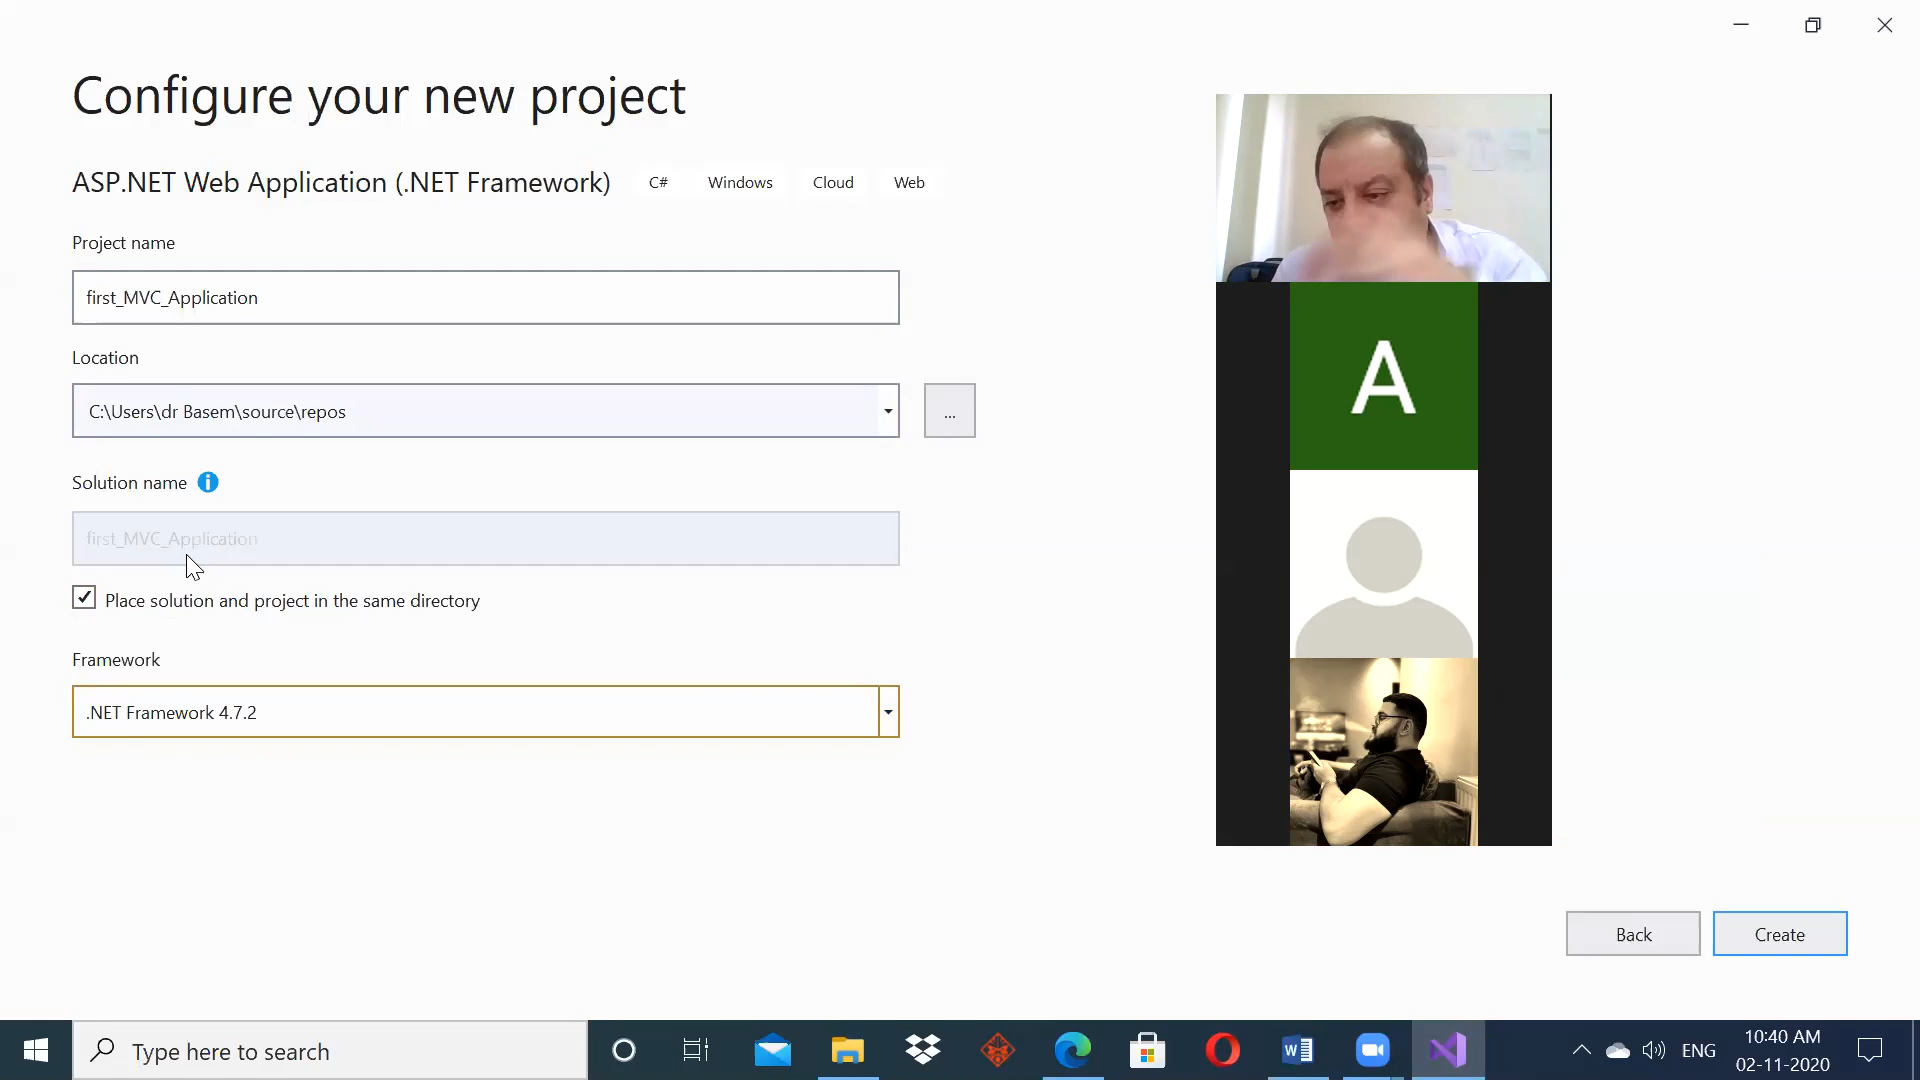 Configure your new project
ASP.NET Web Application (.NET Framework) C# Windows Cloud Web
Project name
first_MVC_Application
Location
C:\Users\dr Basem\source\repos
...
Solution name
first_MVC_Application
Place solution and project in the same directory
Framework
.NET Framework 4.7.2
A
Back
Create
Type here to search
ENG
10:40 AM
02-11-2020